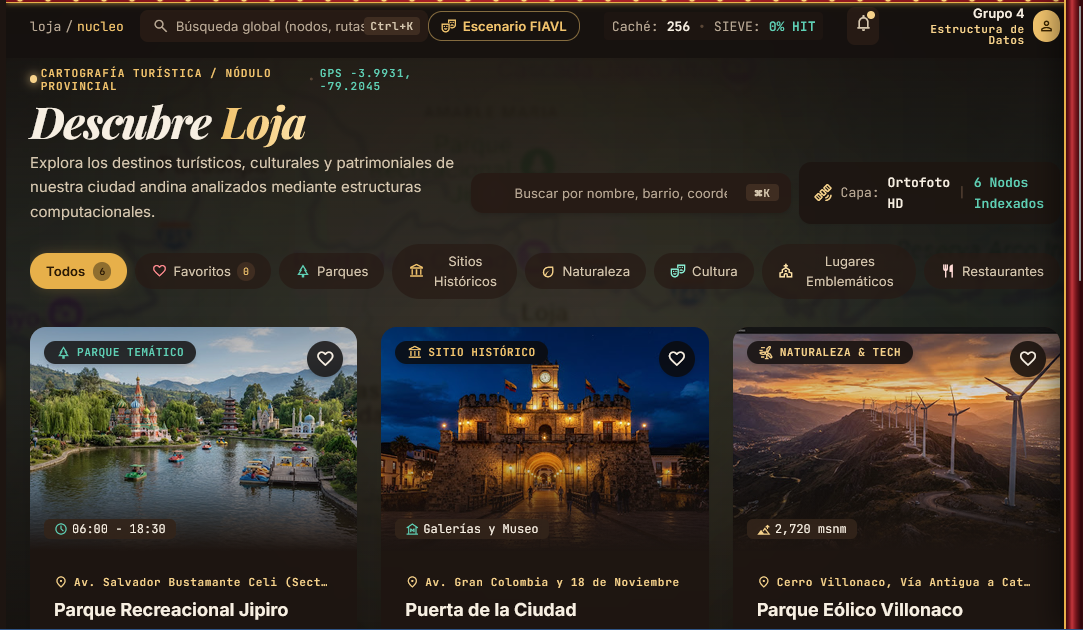 loja / nucleo
Búsqueda global (nodos, rutas
Ctrl+K
Escenario FIAVL
Caché: 256 • SIEVE: 0% HIT
Grupo 4
Estructura de
Datos
CARTOGRAFÍA TURÍSTICA / NÓDULO
PROVINCIAL
GPS -3.9931,
-79.2045
Descubre Loja
Explora los destinos turísticos, culturales y patrimoniales de
nuestra ciudad andina analizados mediante estructuras
computacionales.
Buscar por nombre, barrio, coorde
⌘K
Capa:
Ortofoto
HD
6 Nodos
Indexados
Todos 6
Favoritos 0
Parques
Sitios
Históricos
Naturaleza
Cultura
Lugares
Emblemáticos
Restaurantes
Loja
PARQUE TEMÁTICO
06:00 - 18:30
Av. Salvador Bustamante Celi (Sect…
Parque Recreacional Jipiro
SITIO HISTÓRICO
Galerías y Museo
Av. Gran Colombia y 18 de Noviembre
Puerta de la Ciudad
NATURALEZA & TECH
2,720 msnm
Cerro Villonaco, Vía Antigua a Cat…
Parque Eólico Villonaco